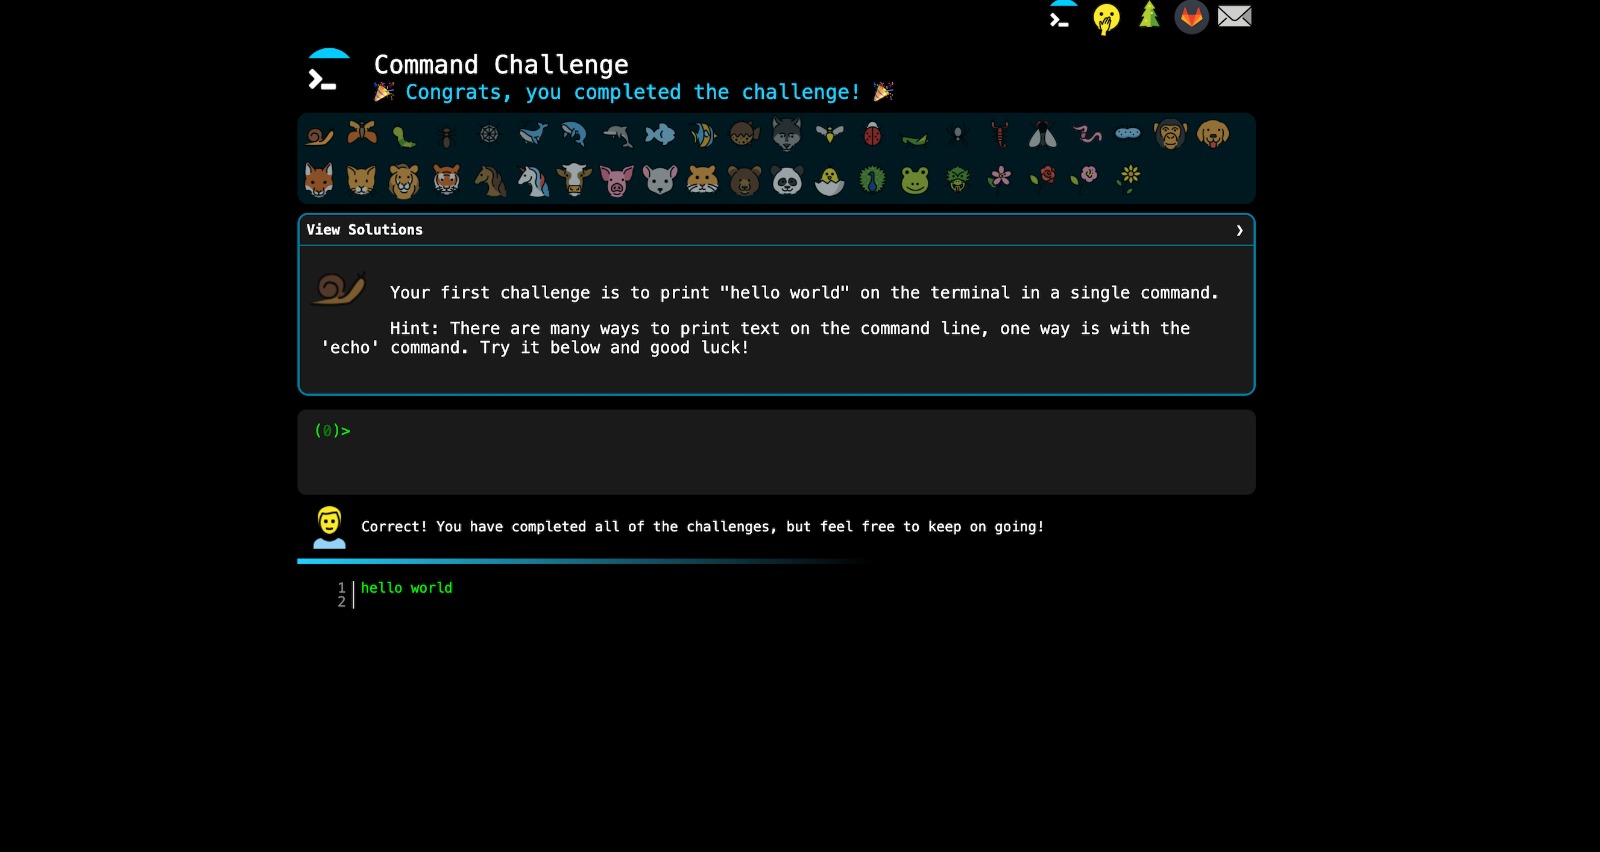 Command Challenge
Congrats, you completed the challenge!
View Solutions
Your first challenge is to print "hello world" on the terminal in a single command.
Hint: There are many ways to print text on the command line, one way is with the
'echo' command. Try it below and good luck!
(0)>
Correct! You have completed all of the challenges, but feel free to keep on going!
1 hello world
2